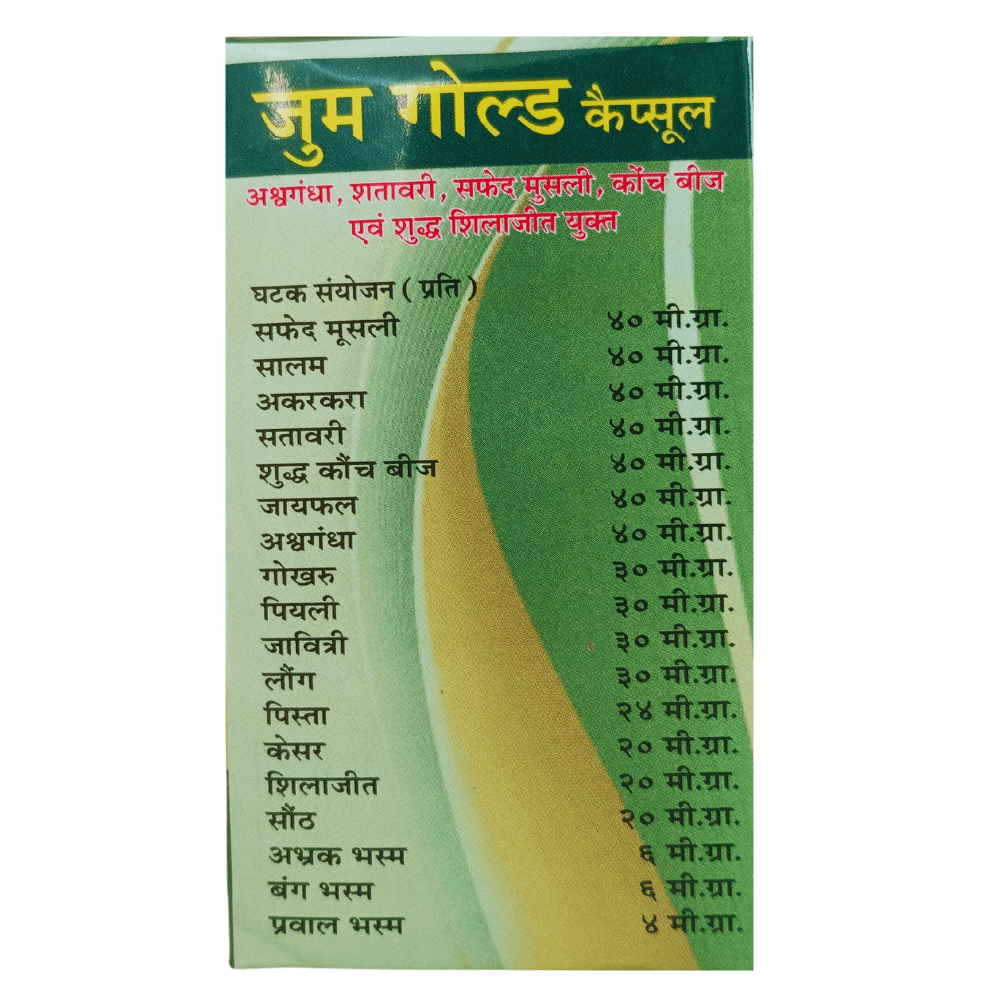 जुम गोल्ड कैप्सूल
अश्वगंधा, शतावरी, सफेद मुसली, कोंच बीज
एवं शुद्ध शिलाजीत युक्त
घटक संयोजन ( प्रति )
सफेद मूसली ४० मी.ग्रा.
सालम ४० मी.ग्रा.
अकरकरा ४० मी.ग्रा.
सतावरी ४० मी.ग्रा.
शुद्ध कौंच बीज ४० मी.ग्रा.
जायफल ४० मी.ग्रा.
अश्वगंधा ४० मी.ग्रा.
गोखरु ३० मी.ग्रा.
पियली ३० मी.ग्रा.
जावित्री ३० मी.ग्रा.
लौंग ३० मी.ग्रा.
पिस्ता २४ मी.ग्रा.
केसर २० मी.ग्रा.
शिलाजीत २० मी.ग्रा.
सौंठ २० मी.ग्रा.
अभ्रक भस्म ६ मी.ग्रा.
बंग भस्म ६ मी.ग्रा.
प्रवाल भस्म ४ मी.ग्रा.